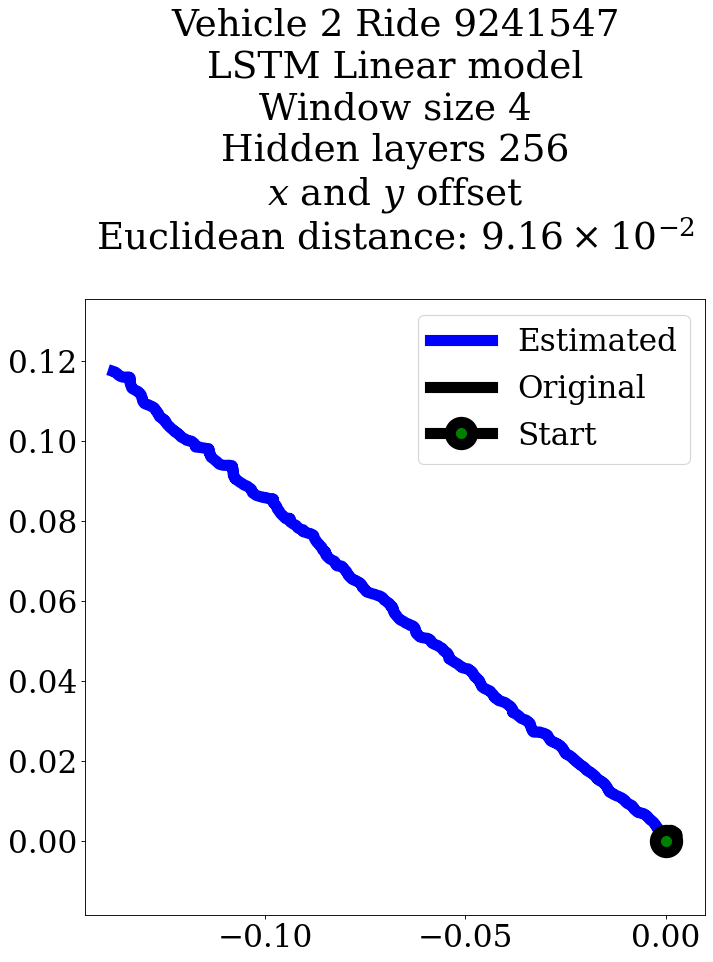 Vehicle 2 Ride 9241547
LSTM Linear model
Window size 4
Hidden layers 256
x and y offset
Euclidean distance: 9.16 × 10⁻²
Estimated
Original
Start
0.12
0.10
0.08
0.06
0.04
0.02
0.00
−0.10
−0.05
0.00